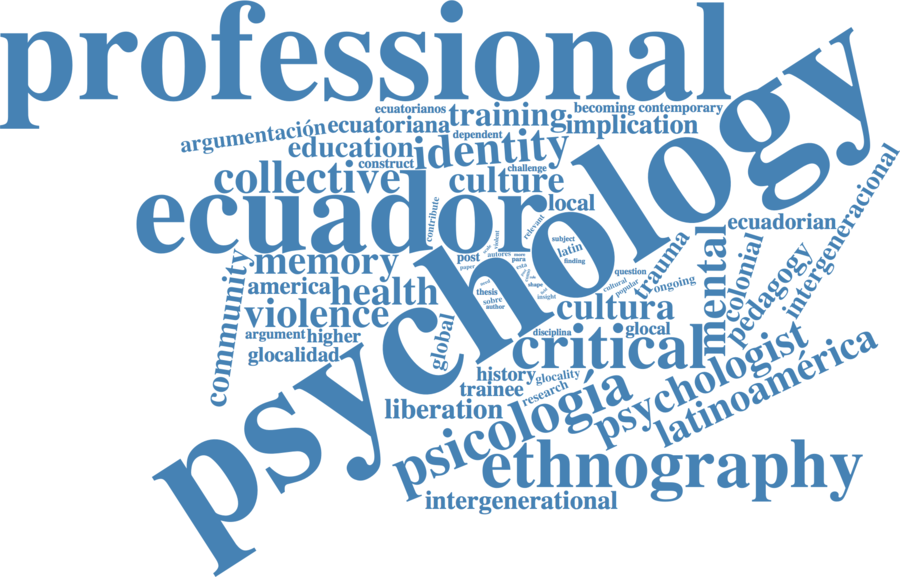 professional
psychology
ecuatorianos
training
becoming contemporary
argumentación
ecuatoriana
dependent
implication
education
identity
construct
challenge
collective
culture
ecuador
local
contribute
relevant
ecuadorian
intergeneracional
subject
latin
finding
post
autores
para
paper
memory
community
america
health
thesis
sobre
author
shape
insight
question
cultural
popular
trauma
ongoing
mental
colonial
pedagogy
violence
cultura
argument
higher
global
disciplina
glocal
glocalidad
critical
history
glocality
trainee
research
psychologist
latinoamérica
liberation
psicología
ethnography
intergenerational